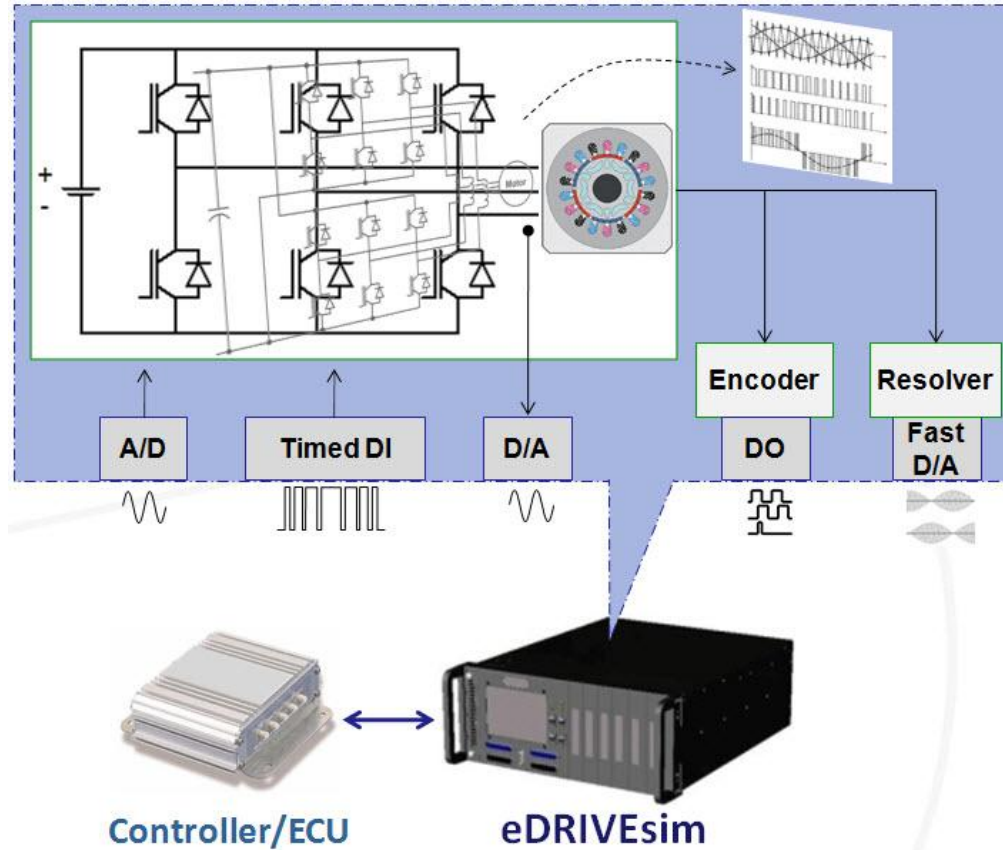 +
-
Motor
Encoder
Resolver
A/D
Timed DI
D/A
DO
Fast
D/A
Controller/ECU
eDRIVEsim